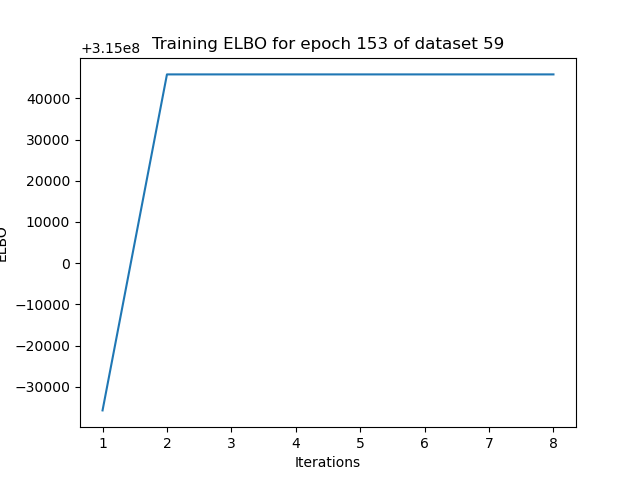 +3.15e8
Training ELBO for epoch 153 of dataset 59
40000
30000
20000
10000
0
−10000
−20000
−30000
ELBO
1 2 3 4 5 6 7 8
Iterations